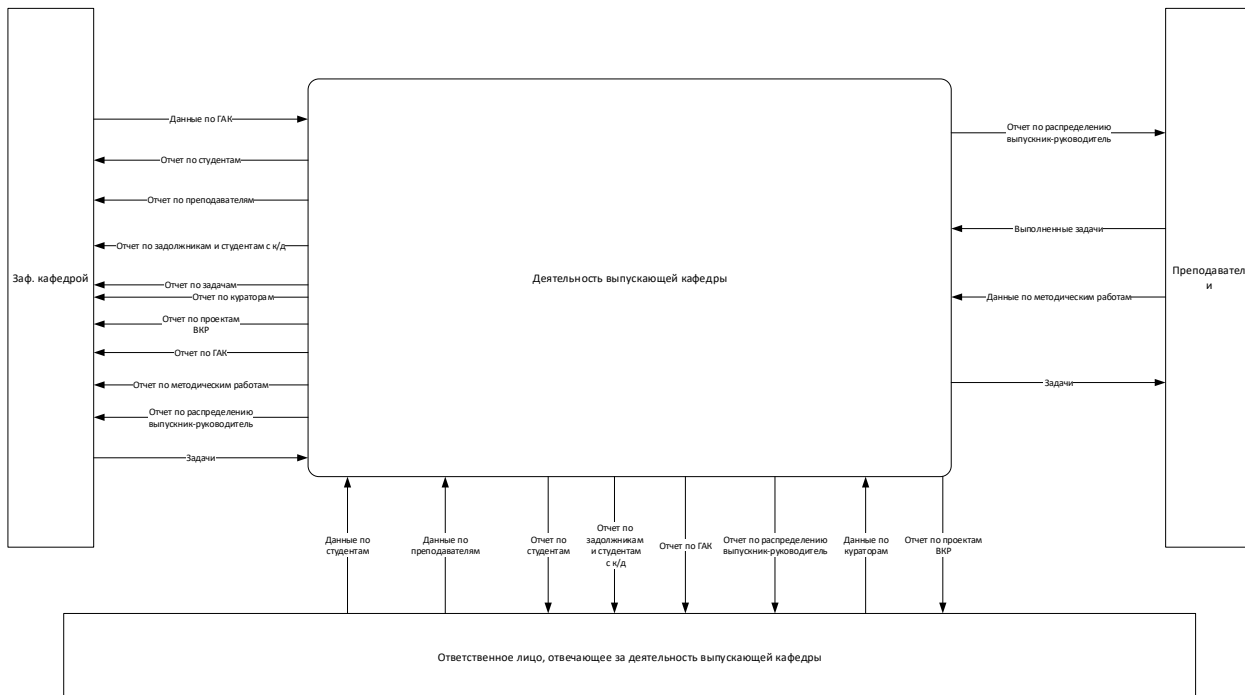 Заф. кафедрой
Данные по ГАК
Отчет по студентам
Отчет по преподавателям
Отчет по задолжникам и студентам с к/д
Отчет по задачам
Отчет по кураторам
Отчет по проектам
ВКР
Отчет по ГАК
Отчет по методическим работам
Отчет по распределению
выпускник-руководитель
Задачи
Деятельность выпускающей кафедры
Отчет по распределению
выпускник-руководитель
Выполненные задачи
Данные по методическим работам
Задачи
Преподавател
и
Данные по
студентам
Данные по
преподавателям
Отчет по
студентам
Отчет по
задолжникам
и студентам
с к/д
Отчет по ГАК
Отчет по распределению
выпускник-руководитель
Данные по
кураторам
Отчет по проектам
ВКР
Ответственное лицо, отвечающее за деятельность выпускающей кафедры